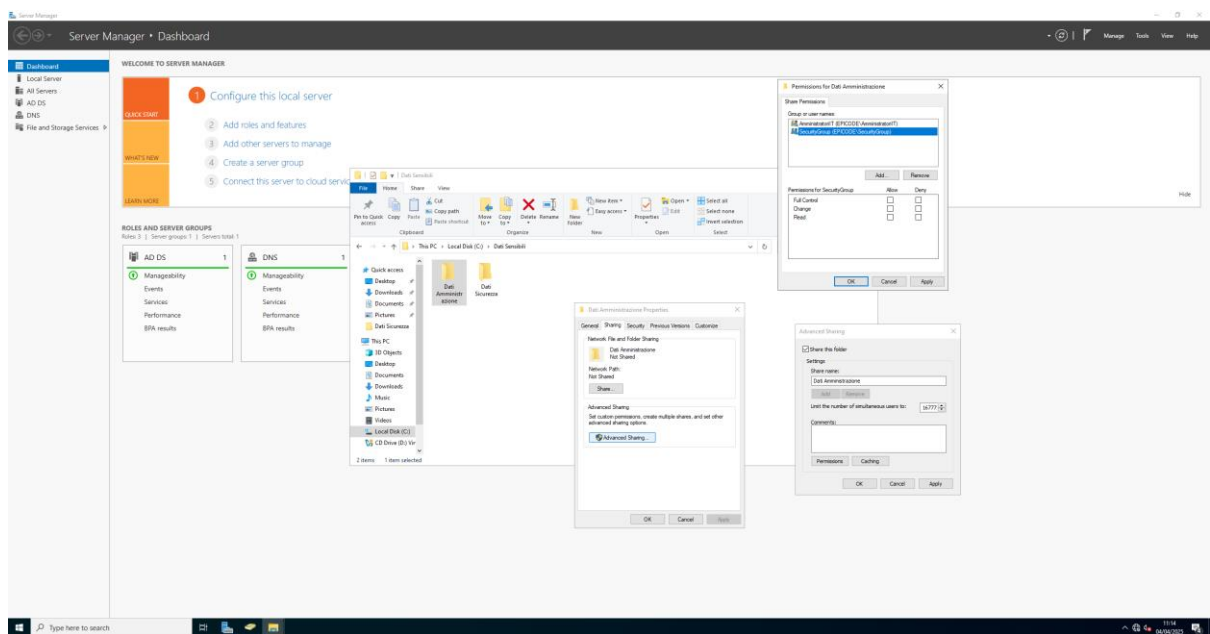 Server Manager
Server Manager • Dashboard
Manage Tools View Help
Dashboard
Local Server
All Servers
AD DS
DNS
File and Storage Services
WELCOME TO SERVER MANAGER
QUICK START
WHAT'S NEW
LEARN MORE
1 Configure this local server
2 Add roles and features
3 Add other servers to manage
4 Create a server group
5 Connect this server to cloud servic
Hide
ROLES AND SERVER GROUPS
Roles: 3 | Server groups: 1 | Servers total: 1
AD DS 1
Manageability
Events
Services
Performance
BPA results
DNS 1
Manageability
Events
Services
Performance
BPA results
Dati Sensibili
File Home Share View
Pin to Quick access
Copy
Paste
Cut
Copy path
Paste shortcut
Move to
Copy to
Delete
Rename
New folder
New item
Easy access
Properties
Open
Edit
Select all
Select none
Invert selection
Clipboard Organize New Open Select
This PC › Local Disk (C:) › Dati Sensibili
Quick access
Desktop
Downloads
Documents
Pictures
Dati Sicurezza
This PC
3D Objects
Desktop
Documents
Downloads
Music
Pictures
Videos
Local Disk (C:)
CD Drive (D:) Vir
Dati Amministr azione
Dati Sicurezza
2 items 1 item selected
Dati Amministrazione Properties
General Sharing Security Previous Versions Customize
Network File and Folder Sharing
Dati Amministrazione
Not Shared
Network Path:
Not Shared
Share...
Advanced Sharing
Set custom permissions, create multiple shares, and set other
advanced sharing options.
Advanced Sharing...
OK Cancel Apply
Permissions for Dati Amministrazione
Share Permissions
Group or user names:
AmministratoriIT (EPICODE\AmministratoriIT)
SecurityGroup (EPICODE\SecurityGroup)
Add... Remove
Permissions for SecurityGroup Allow Deny
Full Control
Change
Read
OK Cancel Apply
Advanced Sharing
Share this folder
Settings
Share name:
Dati Amministrazione
Add Remove
Limit the number of simultaneous users to: 16777
Comments:
Permissions Caching
OK Cancel Apply
Type here to search
11:14
04/04/2025